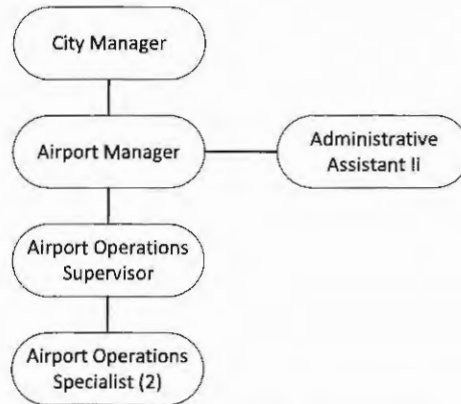 City Manager
Airport Manager
Administrative
Assistant Ii
Airport Operations
Supervisor
Airport Operations
Specialist (2)